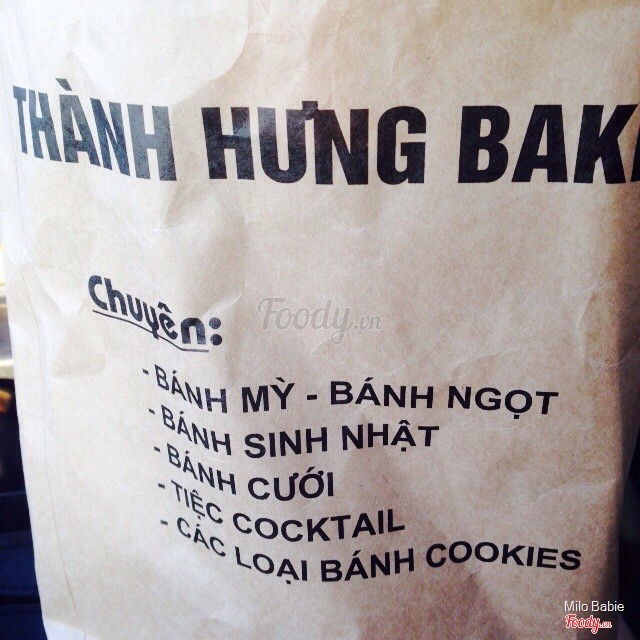 THÀNH HƯNG BAK
Chuyên:
Foody.vn
- BÁNH MỲ - BÁNH NGỌT
- BÁNH SINH NHẬT
- BÁNH CƯỚI
- TIỆC COCKTAIL
- CÁC LOẠI BÁNH COOKIES
Milo Babie
Foody.vn